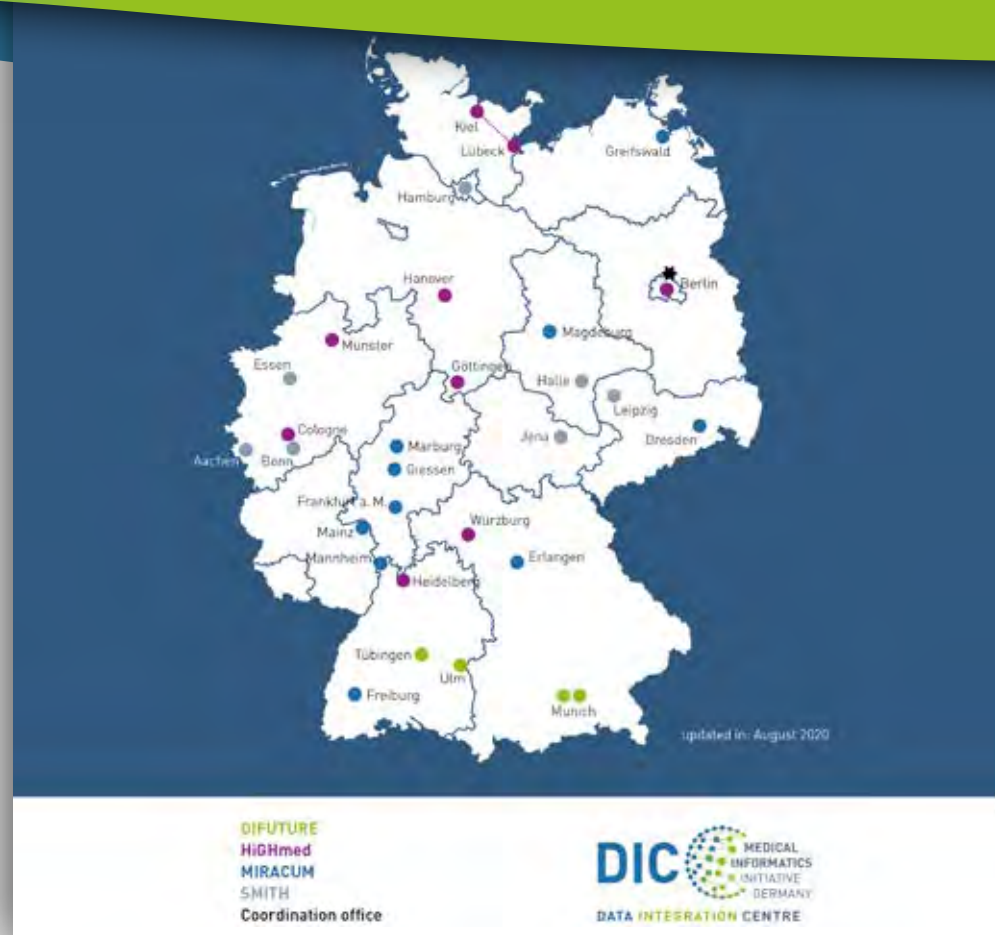 Kiel
Lübeck
Greifswald
Hamburg
Hanover
Berlin
Münster
Magdeburg
Essen
Göttingen
Halle
Leipzig
Cologne
Jena
Dresden
Aachen
Bonn
Marburg
Giessen
Frankfurt a. M.
Würzburg
Mainz
Mannheim
Erlangen
Heidelberg
Tübingen
Ulm
Freiburg
Munich
updated in: August 2020
DIFUTURE
HiGHmed
MIRACUM
SMITH
Coordination office
DIC
MEDICAL
INFORMATICS
INITIATIVE
GERMANY
DATA INTEGRATION CENTRE